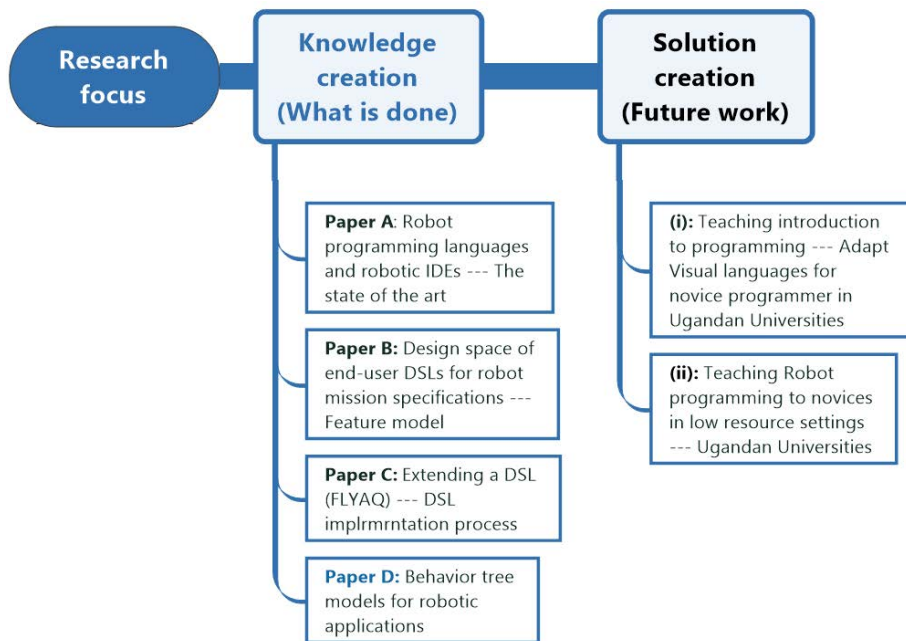 Research
focus
Knowledge
creation
(What is done)
Solution
creation
(Future work)
Paper A: Robot
programming languages
and robotic IDEs --- The
state of the art
Paper B: Design space of
end-user DSLs for robot
mission specifications ---
Feature model
Paper C: Extending a DSL
(FLYAQ) --- DSL
implrmrntation process
Paper D: Behavior tree
models for robotic
applications
(i): Teaching introduction
to programming --- Adapt
Visual languages for
novice programmer in
Ugandan Universities
(ii): Teaching Robot
programming to novices
in low resource settings
--- Ugandan Universities